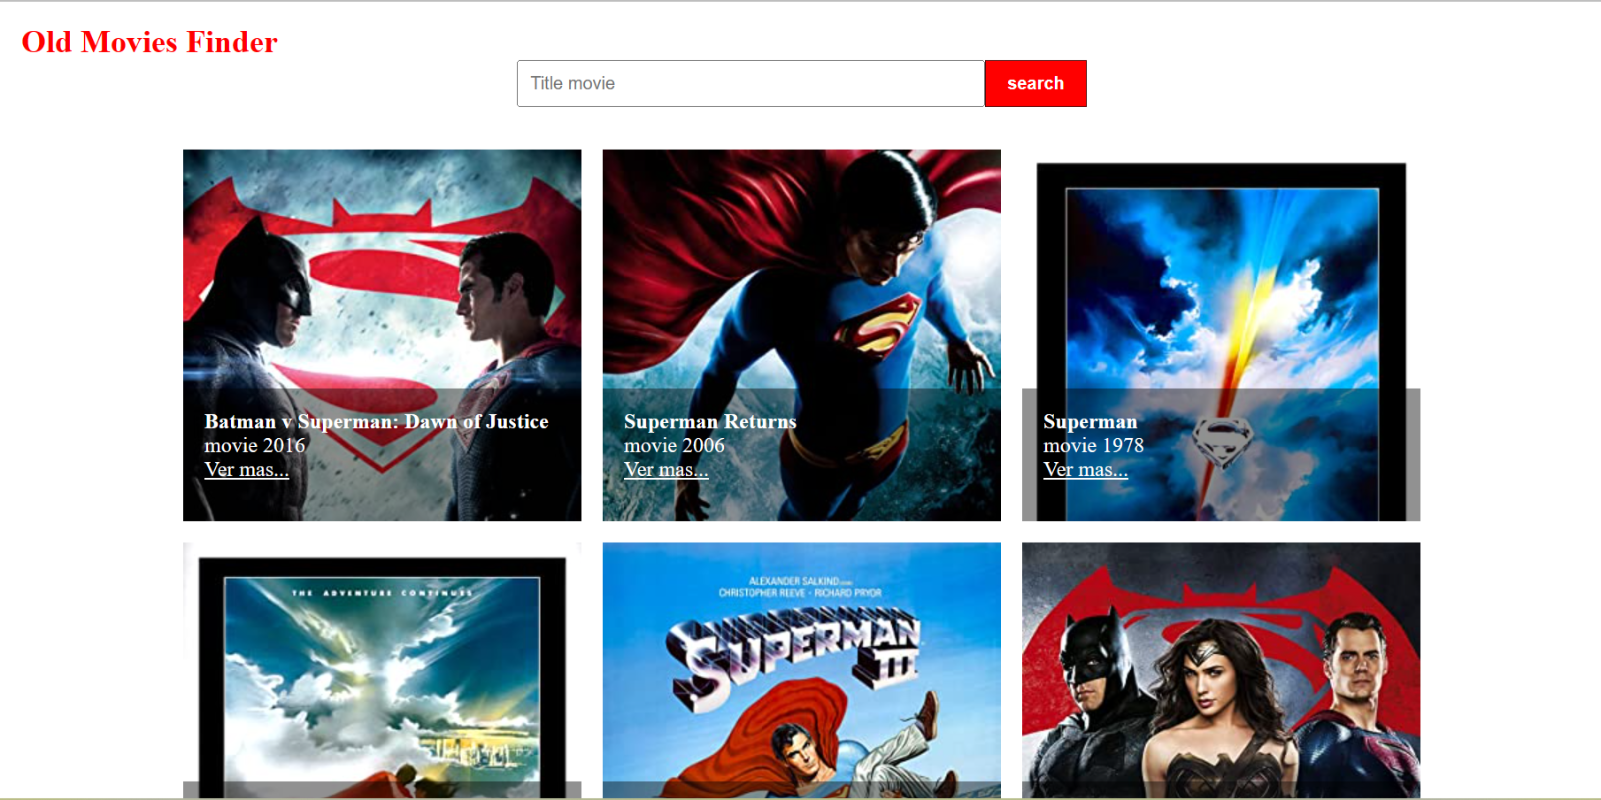 Old Movies Finder
Title movie
search
Batman v Superman: Dawn of Justice
movie 2016
Ver mas...
Superman Returns
movie 2006
Ver mas...
Superman
movie 1978
Ver mas...
THE ADVENTURE CONTINUES
ALEXANDER SALKIND
CHRISTOPHER REEVE · RICHARD PRYOR
SUPERMAN
III